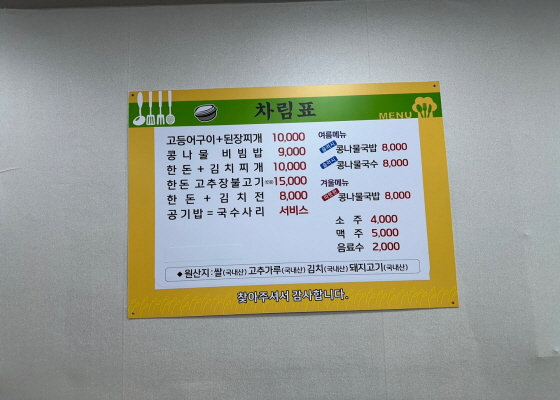 차림표
MENU
고등어구이+된장찌개 10,000
콩나물 비빔밥 9,000
한돈+김치찌개 10,000
한돈 고추장불고기 15,000
한돈+김치전 8,000
공기밥=국수사리 서비스
여름메뉴
콩나물국밥 8,000
콩나물국수 8,000
겨울메뉴
콩나물국밥 8,000
소주 4,000
맥주 5,000
음료수 2,000
◆원산지:쌀(국내산) 고추가루(국내산) 김치(국내산) 돼지고기(국내산)
찾아주셔서 감사합니다.